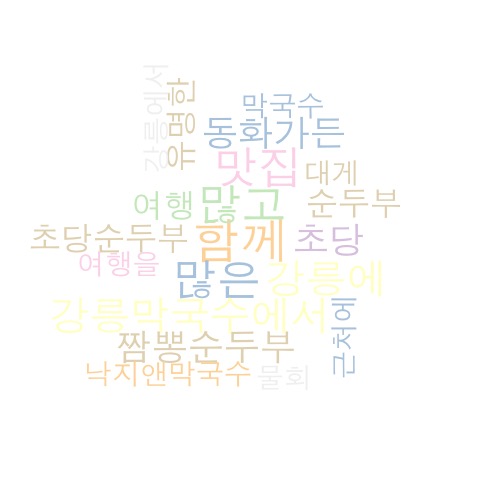 강릉에서
유명한
막국수
동화가든
맛집
대게
여행
많고
순두부
초당순두부
함께
초당
여행을
많은
강릉에
강릉막국수에서
근처에
짬뽕순두부
낙지앤막국수
물회